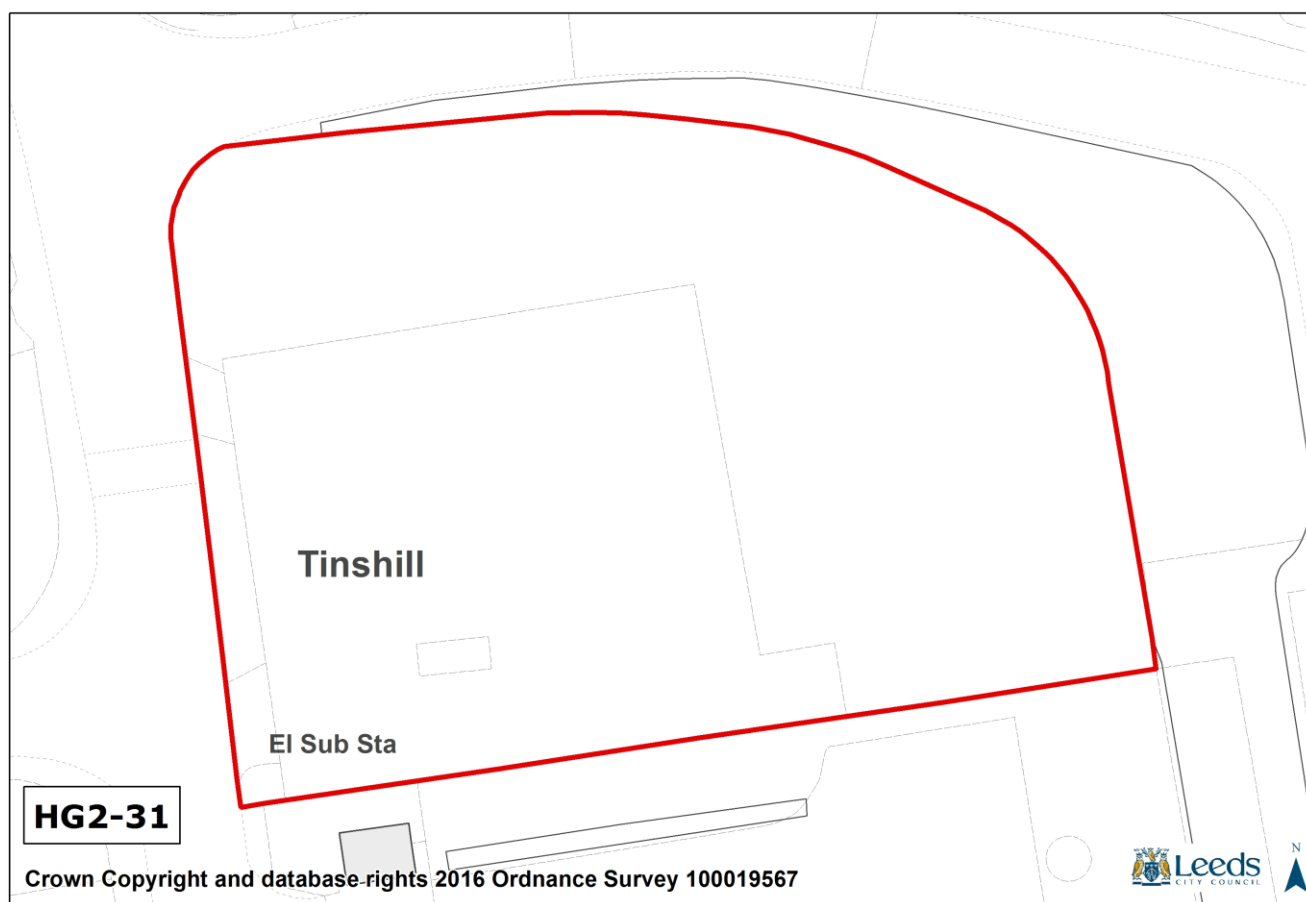 Tinshill
El Sub Sta
HG2-31
Crown Copyright and database rights 2016 Ordnance Survey 100019567
Leeds
CITY COUNCIL
N